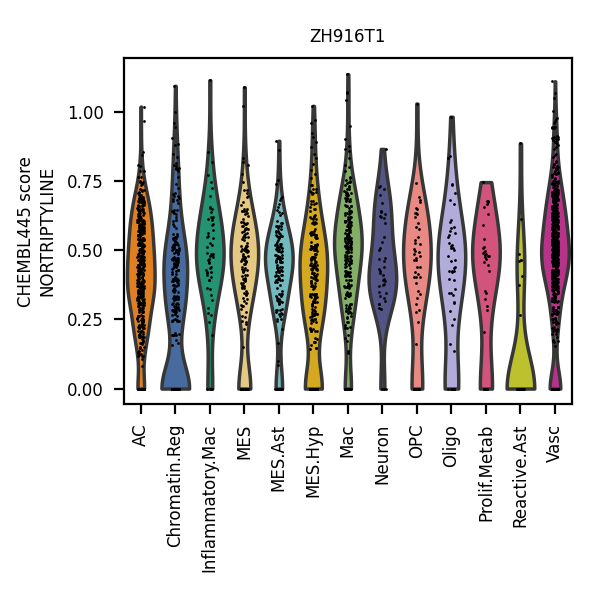 ZH916T1
CHEMBL445 score
NORTRIPTYLINE
1.00
0.75
0.50
0.25
0.00
AC
Chromatin.Reg
Inflammatory.Mac
MES
MES.Ast
MES.Hyp
Mac
Neuron
OPC
Oligo
Prolif.Metab
Reactive.Ast
Vasc